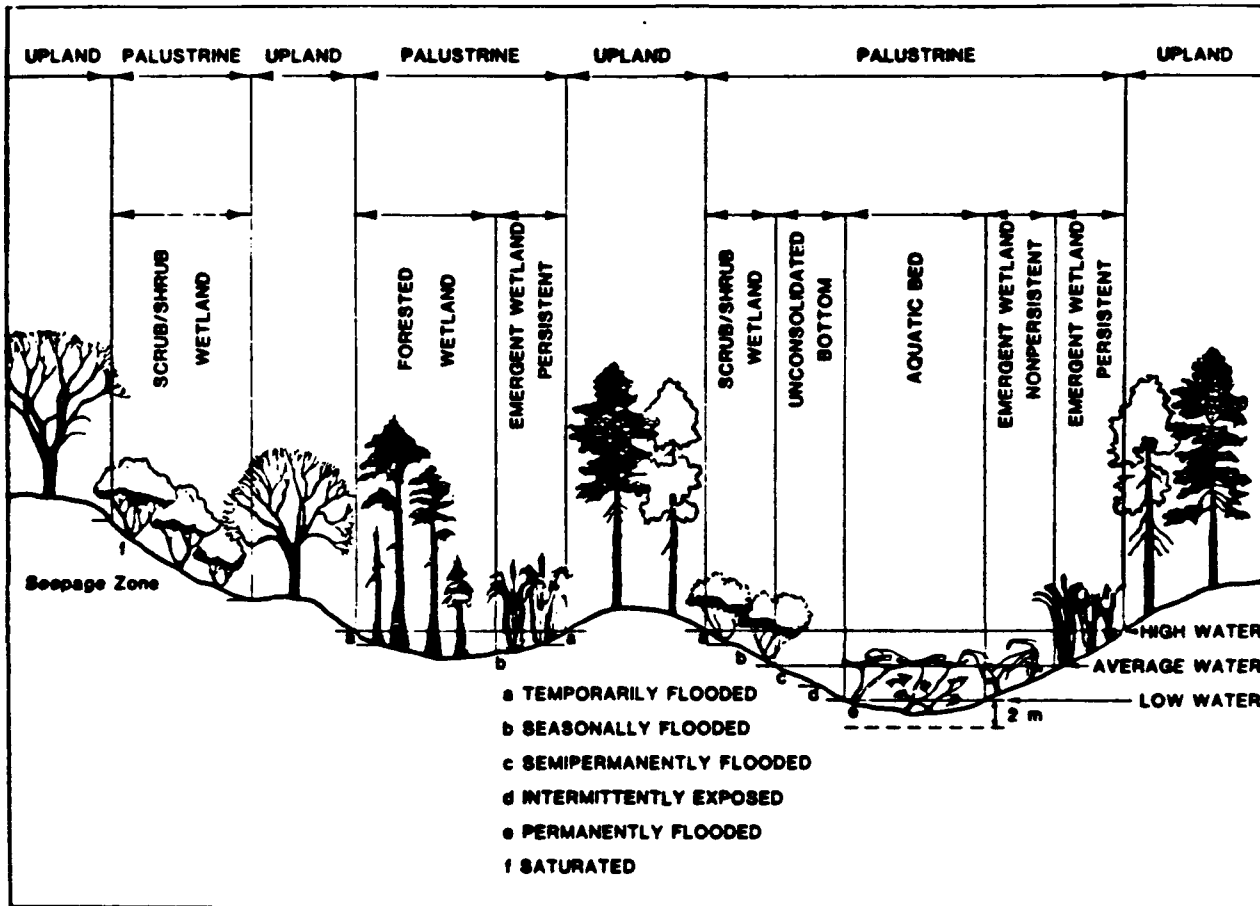 UPLAND PALUSTRINE UPLAND PALUSTRINE UPLAND PALUSTRINE UPLAND
SCRUB/SHRUB
WETLAND
FORESTED
WETLAND
EMERGENT WETLAND
PERSISTENT
SCRUB/SHRUB
WETLAND
UNCONSOLIDATED
BOTTOM
AQUATIC BED
EMERGENT WETLAND
NONPERSISTENT
EMERGENT WETLAND
PERSISTENT
f
Seepage Zone
a
b
a
a
b
c
d
e
HIGH WATER
AVERAGE WATER
LOW WATER
2 m
a TEMPORARILY FLOODED
b SEASONALLY FLOODED
c SEMIPERMANENTLY FLOODED
d INTERMITTENTLY EXPOSED
e PERMANENTLY FLOODED
f SATURATED